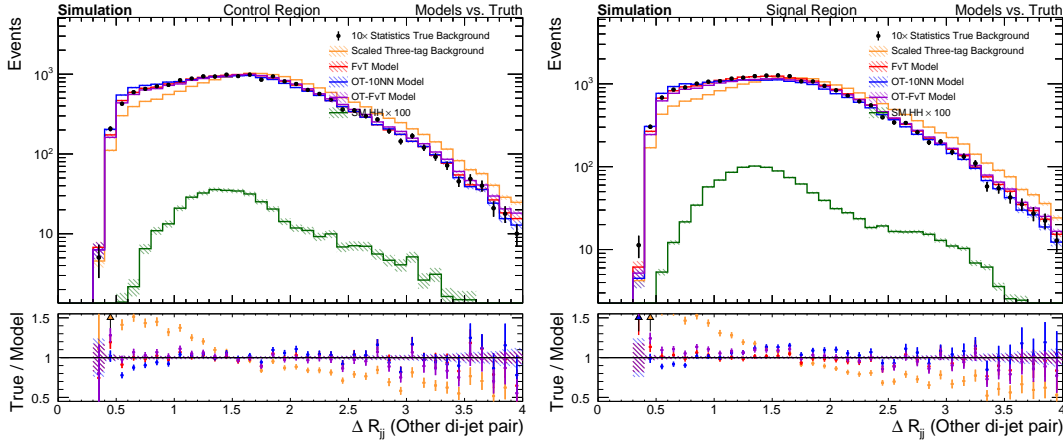 Simulation Control Region Models vs. Truth
Events
10× Statistics True Background
Scaled Three-tag Background
FvT Model
OT-10NN Model
OT-FvT Model
SM HH × 100
10³
10²
10
True / Model
1.5
1
0.5
0 0.5 1 1.5 2 2.5 3 3.5 4
Δ R_jj (Other di-jet pair)
Simulation Signal Region Models vs. Truth
Events
10× Statistics True Background
Scaled Three-tag Background
FvT Model
OT-10NN Model
OT-FvT Model
SM HH × 100
10³
10²
10
True / Model
1.5
1
0.5
0 0.5 1 1.5 2 2.5 3 3.5 4
Δ R_jj (Other di-jet pair)